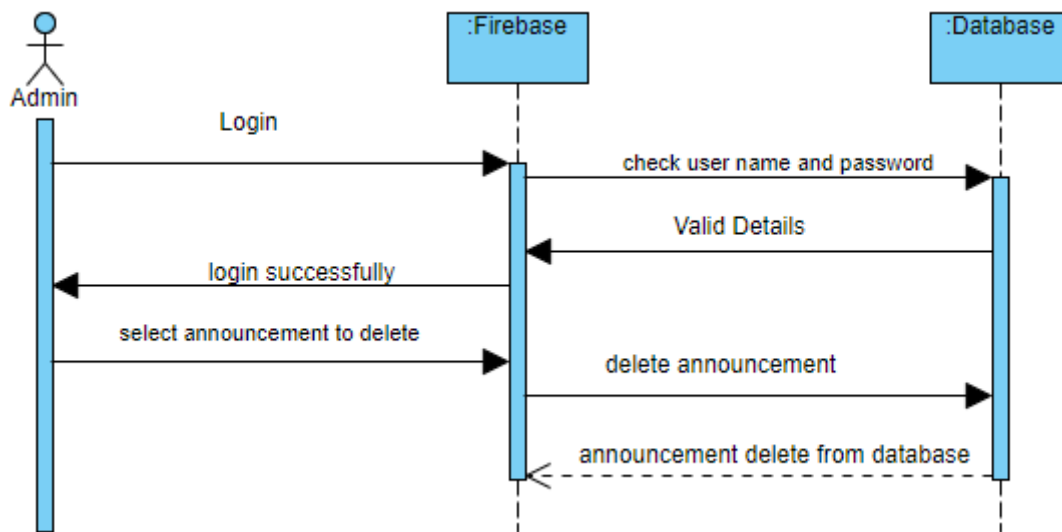 :Firebase
:Database
Admin
Login
check user name and password
Valid Details
login successfully
select announcement to delete
delete announcement
announcement delete from database